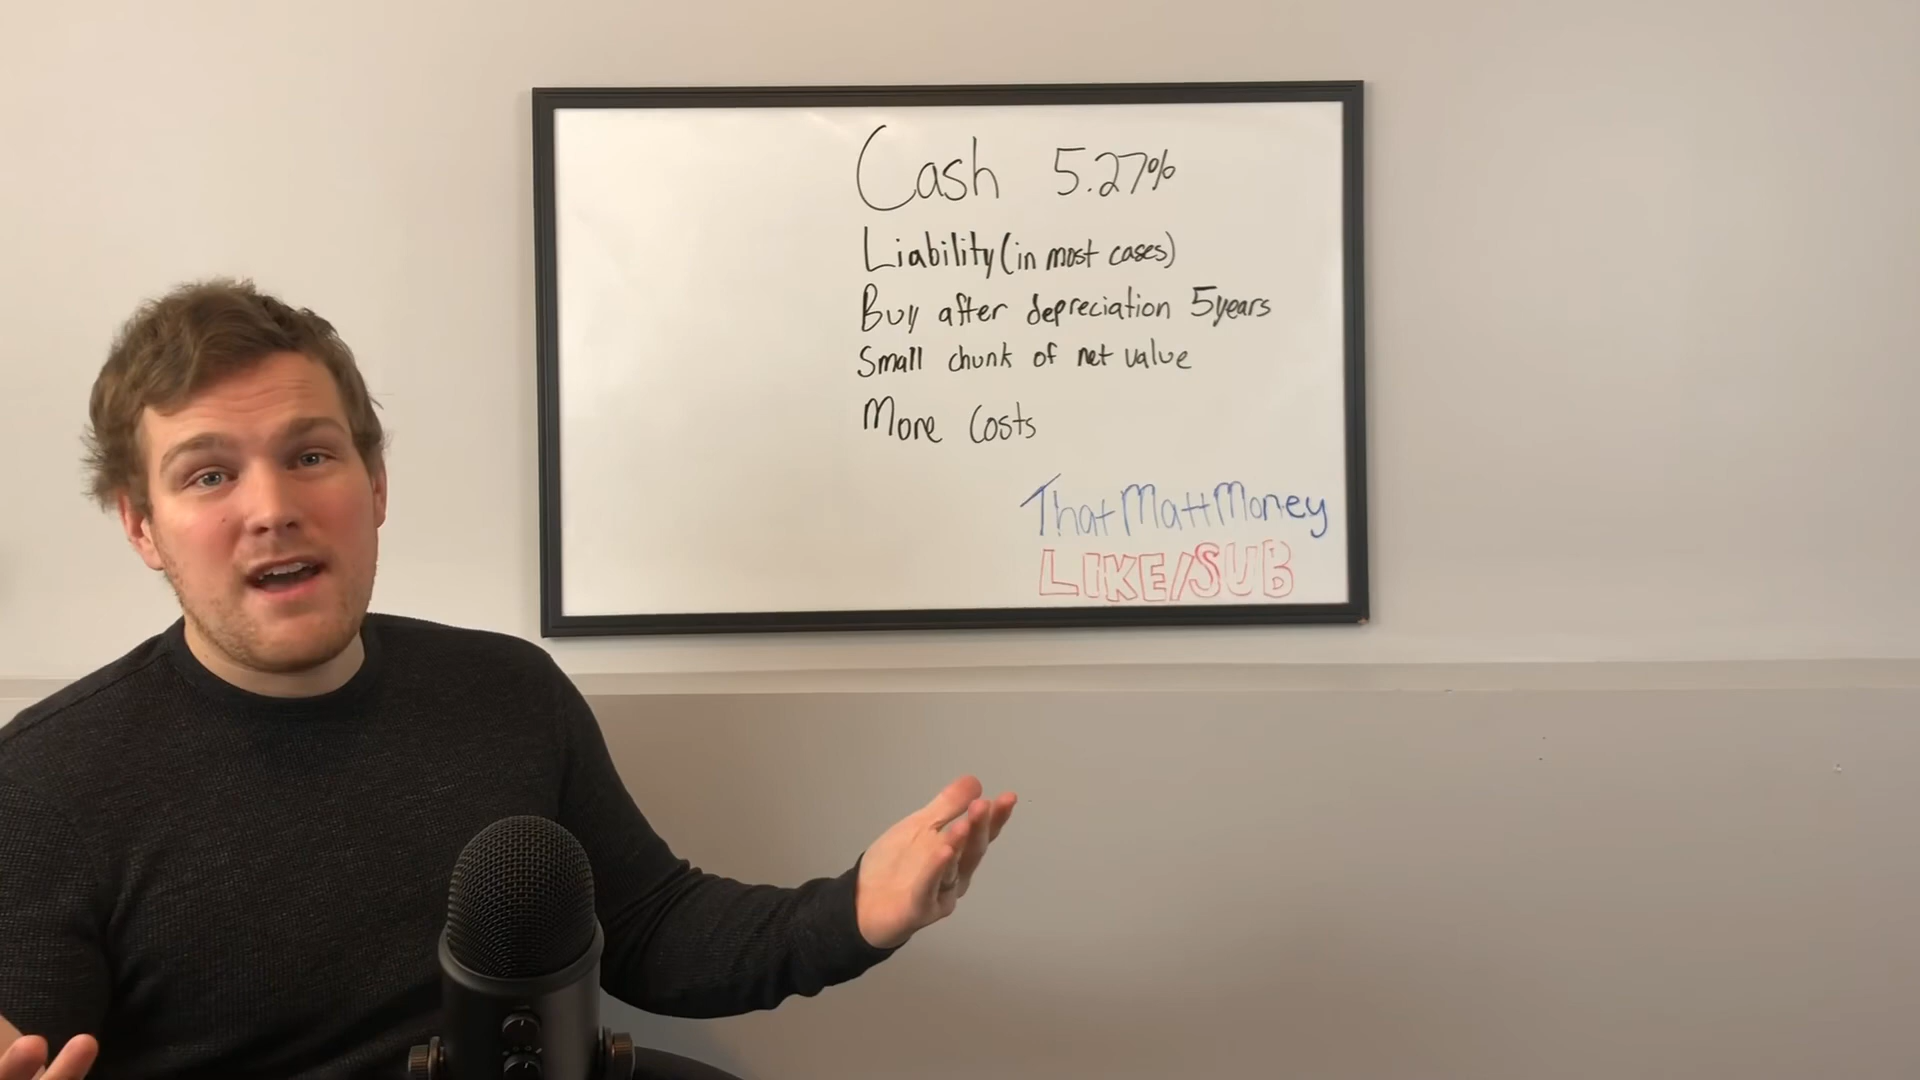 Cash 5.27%
Liability (in most cases)
Buy after depreciation 5years
Small chunk of net value
More Costs
ThatMattMoney
LIKE/SUB